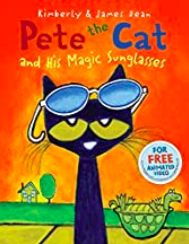 Kimberly & James Dean
Pete the Cat
and His Magic Sunglasses
FOR
FREE
ANIMATED
VIDEO